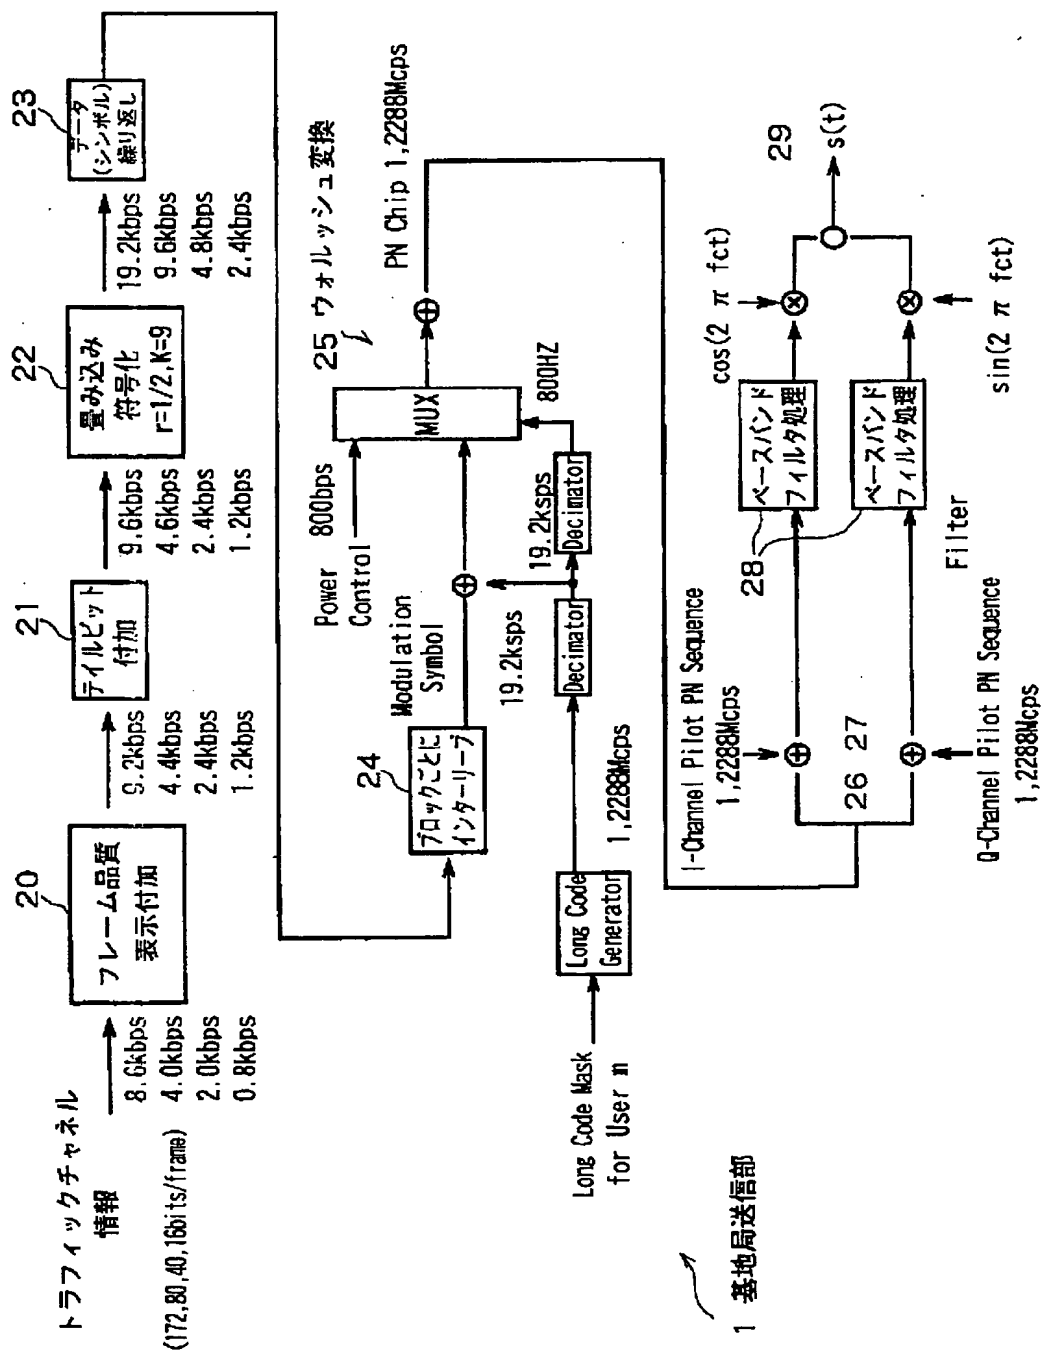 トラフィックチャネル
情報
(172,80,40,16bits/frame)
8.6kbps
4.0kbps
2.0kbps
0.8kbps
20
フレーム品質
表示付加
9.2kbps
4.4kbps
2.4kbps
1.2kbps
21
テイルビット
付加
9.6kbps
4.6kbps
2.4kbps
1.2kbps
22
畳み込み
符号化
r=1/2,K=9
19.2kbps
9.6kbps
4.8kbps
2.4kbps
23
データ
(シンボル)
繰り返し
24
ブロックごとに
インターリーブ
Modulation
Symbol
Power
Control
800bps
MUX
25 ウォルッシュ変換
PN Chip 1,2288Mcps
800HZ
Long Code Mask
for User m
Long Code
Generator
1,2288Mcps
Decimator
19.2ksps
Decimator
19.2ksps
I-Channel Pilot PN Sequence
1,2288Mcps
26
27
Q-Channel Pilot PN Sequence
1,2288Mcps
28
ベースバンド
フィルタ処理
ベースバンド
フィルタ処理
Filter
cos(2 π fct)
sin(2 π fct)
29
s(t)
1 基地局送信部